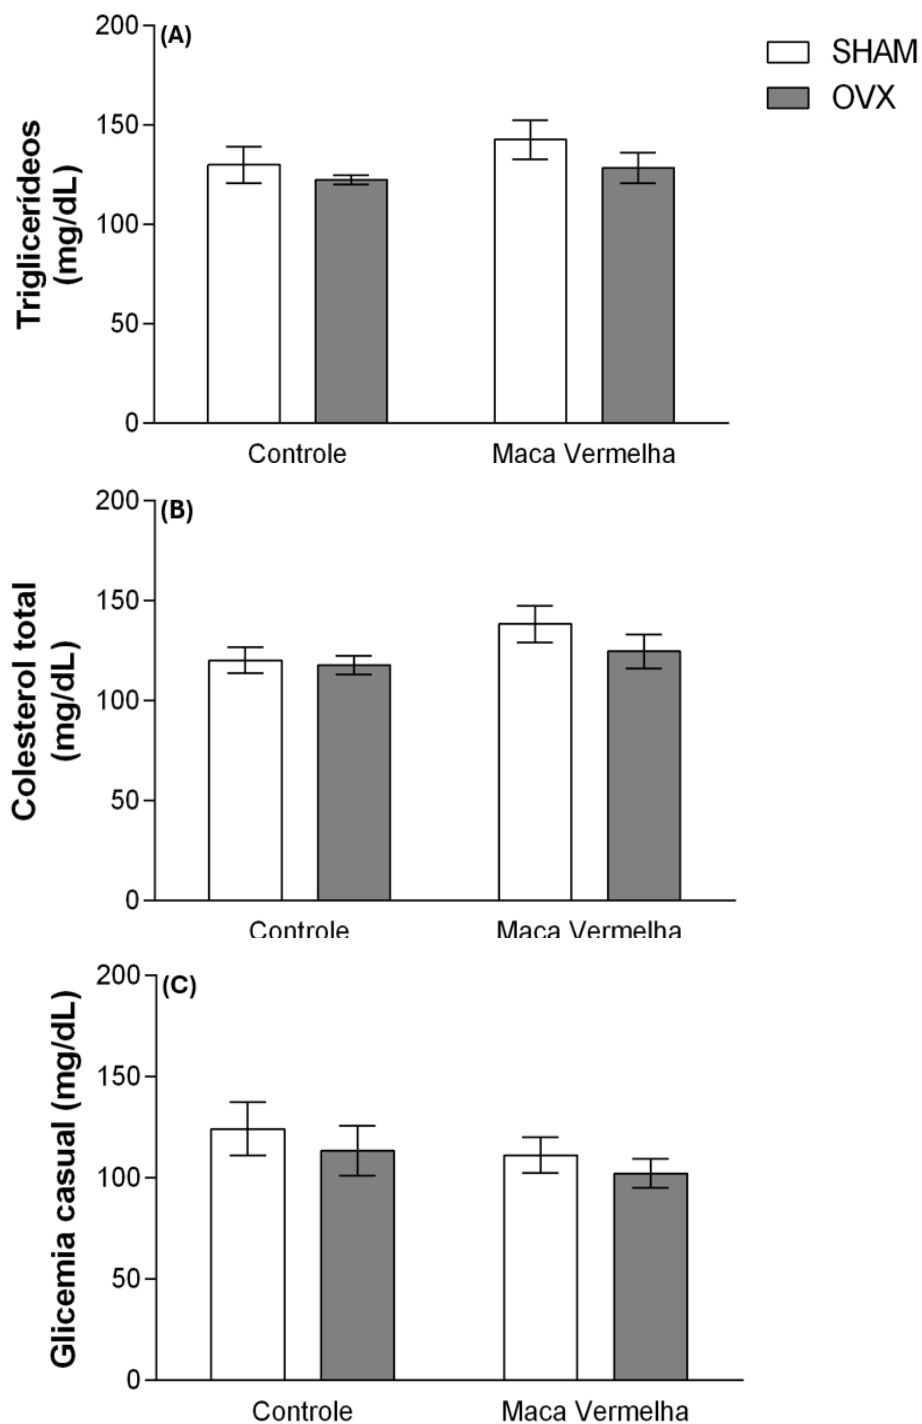 (A)
SHAM
OVX
Triglicerídeos
(mg/dL)
200
150
100
50
0
Controle Maca Vermelha
(B)
Colesterol total
(mg/dL)
200
150
100
50
0
Controle Maca Vermelha
(C)
Glicemia casual (mg/dL)
200
150
100
50
0
Controle Maca Vermelha